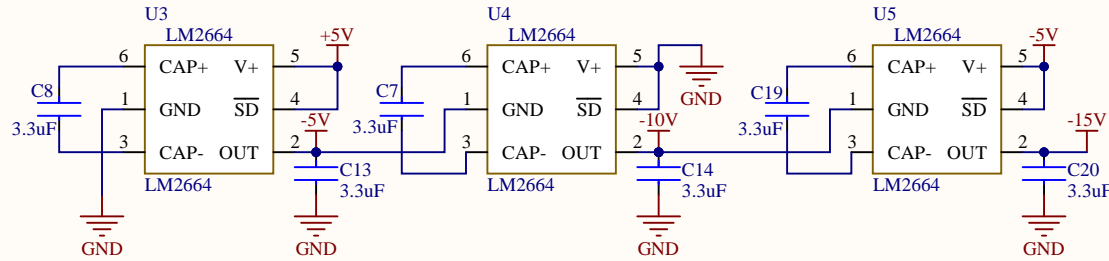 U3
LM2664
+5V
6
CAP+
V+
5
C8
3.3uF
1
GND
SD
4
3
CAP-
OUT
2
-5V
C13
3.3uF
LM2664
GND
GND
U4
LM2664
6
CAP+
V+
5
GND
C7
3.3uF
1
GND
SD
4
3
CAP-
OUT
2
-10V
C14
3.3uF
LM2664
GND
U5
LM2664
-5V
6
CAP+
V+
5
C19
3.3uF
1
GND
SD
4
3
CAP-
OUT
2
-15V
C20
3.3uF
LM2664
GND